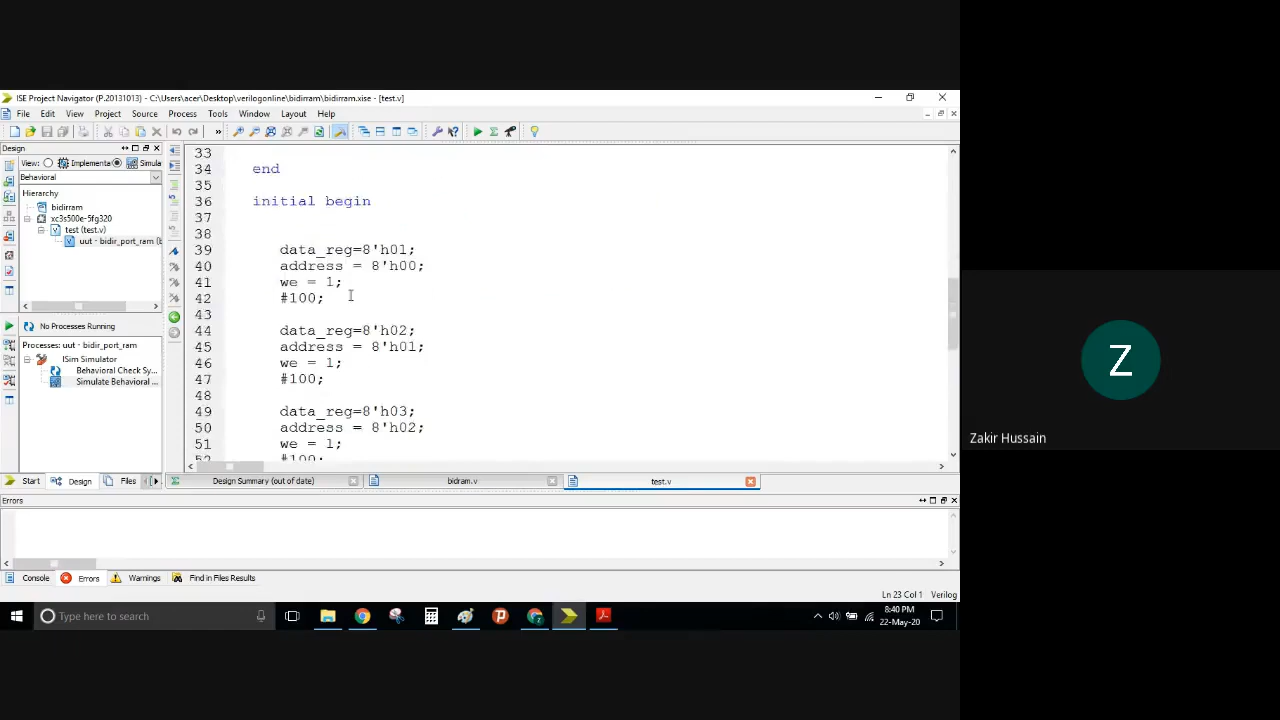 ISE Project Navigator (P.20131013) - C:\Users\acer\Desktop\verilogonline\bidirram\bidirram.xise - [test.v]
File Edit View Project Source Process Tools Window Layout Help
Design
View: Implementa Simula
Behavioral
Hierarchy
bidirram
xc3s500e-5fg320
test (test.v)
uut - bidir_port_ram (b
No Processes Running
Processes: uut - bidir_port_ram
ISim Simulator
Behavioral Check Sy...
Simulate Behavioral ...
Start Design Files
33
34 end
35
36 initial begin
37
38
39 data_reg=8'h01;
40 address = 8'h00;
41 we = 1;
42 #100;
43
44 data_reg=8'h02;
45 address = 8'h01;
46 we = 1;
47 #100;
48
49 data_reg=8'h03;
50 address = 8'h02;
51 we = 1;
52 #100;
Design Summary (out of date) bidram.v test.v
Errors
Console Errors Warnings Find in Files Results
Ln 23 Col 1 Verilog
Type here to search
8:40 PM
22-May-20
Z
Zakir Hussain